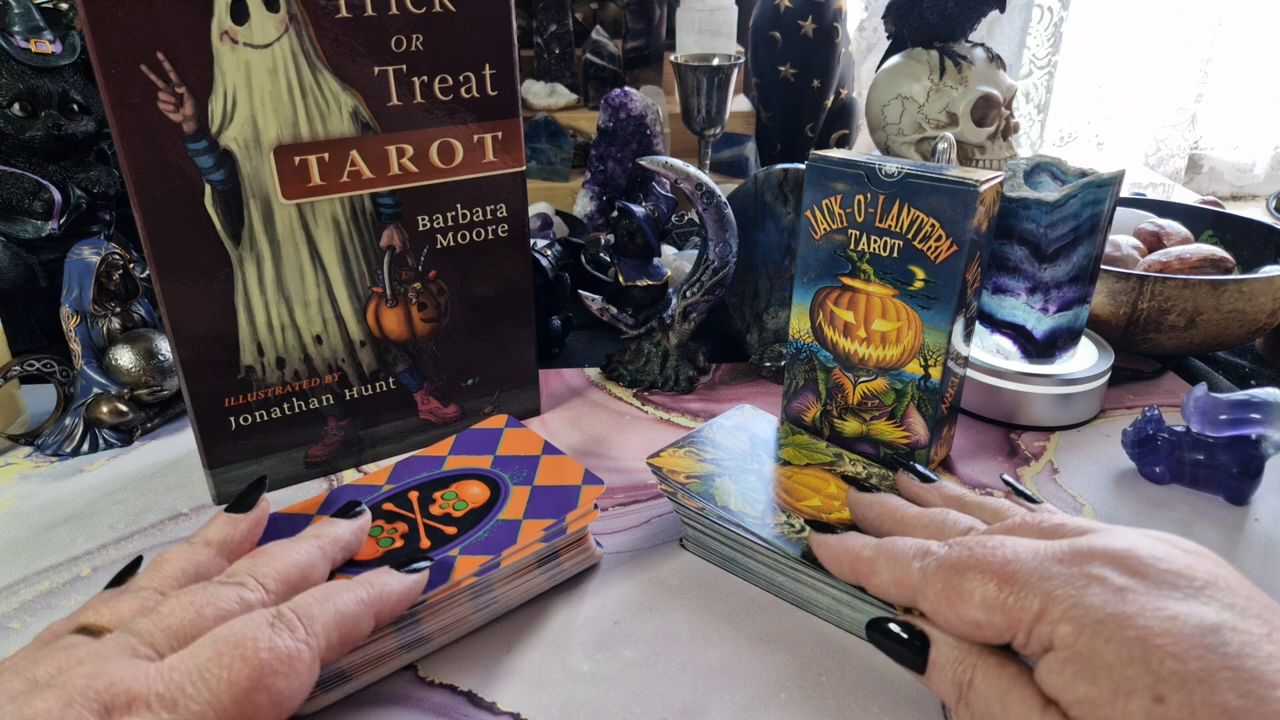 Trick
OR
Treat
TAROT
Barbara
Moore
ILLUSTRATED BY
Jonathan Hunt
JACK-O'-LANTERN
TAROT